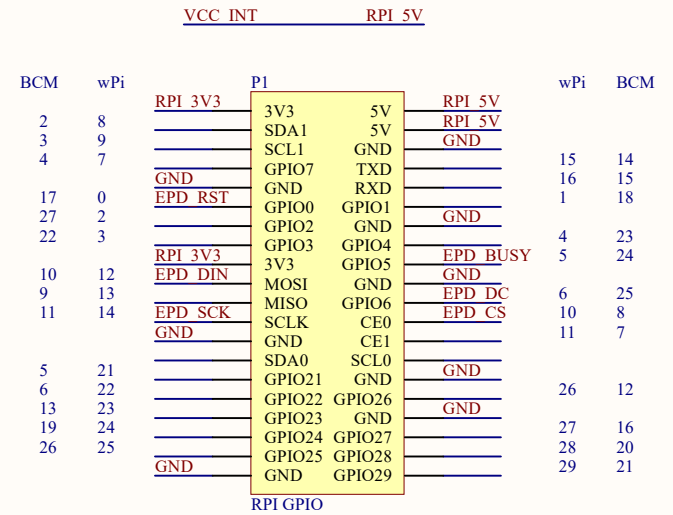 VCC_INT RPI_5V
BCM wPi P1 wPi BCM
RPI_3V3 3V3 5V RPI_5V
2 8 SDA1 5V RPI_5V
3 9 SCL1 GND GND
4 7 GPIO7 TXD 15 14
GND GND RXD 16 15
17 0 EPD_RST GPIO0 GPIO1 1 18
27 2 GPIO2 GND GND
22 3 GPIO3 GPIO4 4 23
RPI_3V3 3V3 GPIO5 EPD_BUSY 5 24
10 12 EPD_DIN MOSI GND GND
9 13 MISO GPIO6 EPD_DC 6 25
11 14 EPD_SCK SCLK CE0 EPD_CS 10 8
GND GND CE1 11 7
SDA0 SCL0
5 21 GPIO21 GND GND
6 22 GPIO22 GPIO26 26 12
13 23 GPIO23 GND GND
19 24 GPIO24 GPIO27 27 16
26 25 GPIO25 GPIO28 28 20
GND GND GPIO29 29 21
RPI GPIO